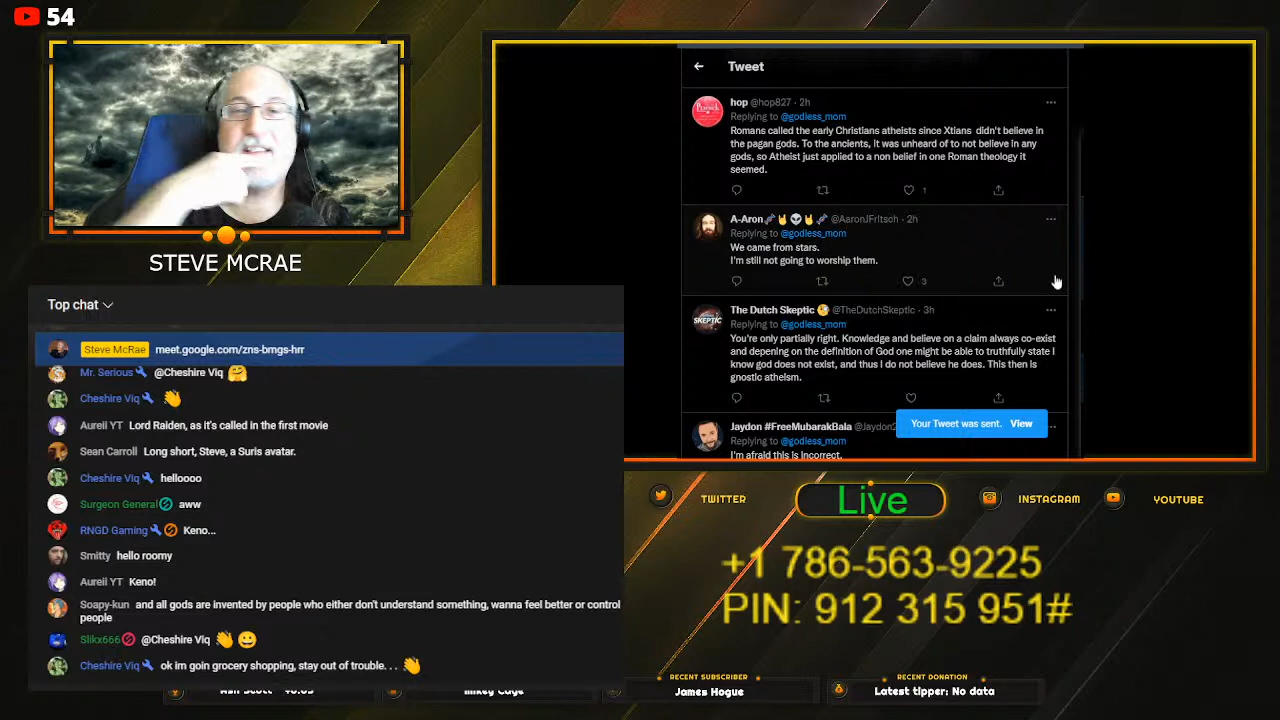 54
STEVE MCRAE
Top chat
Steve McRae meet.google.com/zns-bmgs-hrr
Mr. Serious @Cheshire Viq 🤗
Cheshire Viq 👋
Aureii YT Lord Raiden, as it's called in the first movie
Sean Carroll Long short, Steve, a Suris avatar.
Cheshire Viq helloooo
Surgeon General aww
RNGD Gaming Keno...
Smitty hello roomy
Aureii YT Keno!
Soapy-kun and all gods are invented by people who either don't understand something, wanna feel better or control
people
Slikx666 @Cheshire Viq 👋 😀
Cheshire Viq ok im goin grocery shopping, stay out of trouble. . . 👋
Tweet
hop @hop827 · 2h
Replying to @godless_mom
Romans called the early Christians atheists since Xtians didn't believe in
the pagan gods. To the ancients, it was unheard of to not believe in any
gods, so Atheist just applied to a non belief in one Roman theology it
seemed.
1
A-Aron @AaronJFritsch · 2h
Replying to @godless_mom
We came from stars.
I'm still not going to worship them.
3
The Dutch Skeptic @TheDutchSkeptic · 3h
Replying to @godless_mom
You're only partially right. Knowledge and believe on a claim always co-exist
and depening on the definition of God one might be able to truthfully state I
know god does not exist, and thus I do not believe he does. This then is
gnostic atheism.
Your Tweet was sent. View
Jaydon #FreeMubarakBala @Jaydon
Replying to @godless_mom
I'm afraid this is incorrect.
TWITTER
Live
INSTAGRAM
YOUTUBE
+1 786-563-9225
PIN: 912 315 951#
Mikey Cage
RECENT SUBSCRIBER
James Hogue
RECENT DONATION
Latest tipper: No data